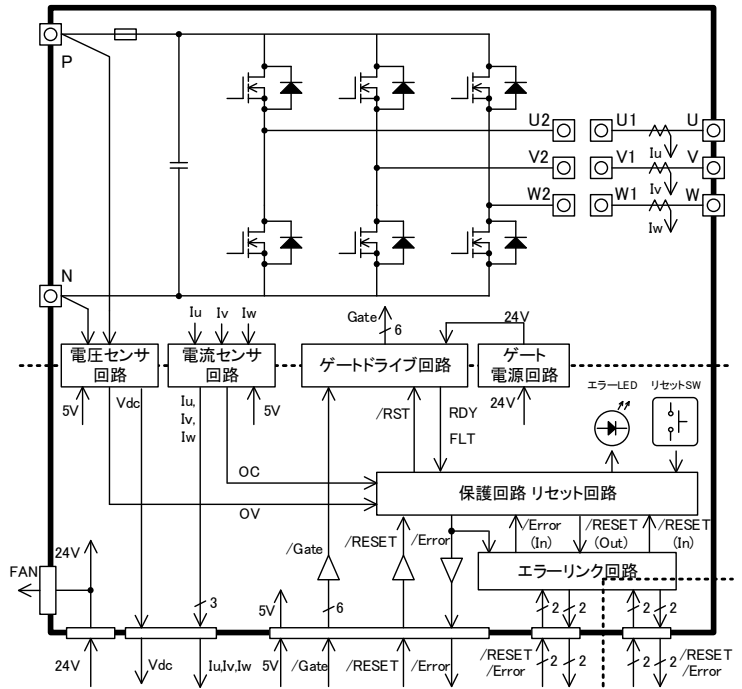 P
U2
U1
U
Iu
V2
V1
V
Iv
W2
W1
W
Iw
N
Iu
Iv
Iw
Gate
6
24V
電圧センサ
回路
電流センサ
回路
ゲートドライブ回路
ゲート
電源回路
エラーLED
リセットSW
5V
Vdc
Iu,
Iv,
Iw
5V
/RST
RDY
FLT
24V
OC
OV
保護回路 リセット回路
/Gate
/RESET
/Error
/Error
(In)
/RESET
(Out)
/RESET
(In)
24V
FAN
エラーリンク回路
3
5V
6
2
2
2
2
24V
Vdc
Iu,Iv,Iw
5V
/Gate
/RESET
/Error
/RESET
/Error
2
2
2
2
/RESET
/Error